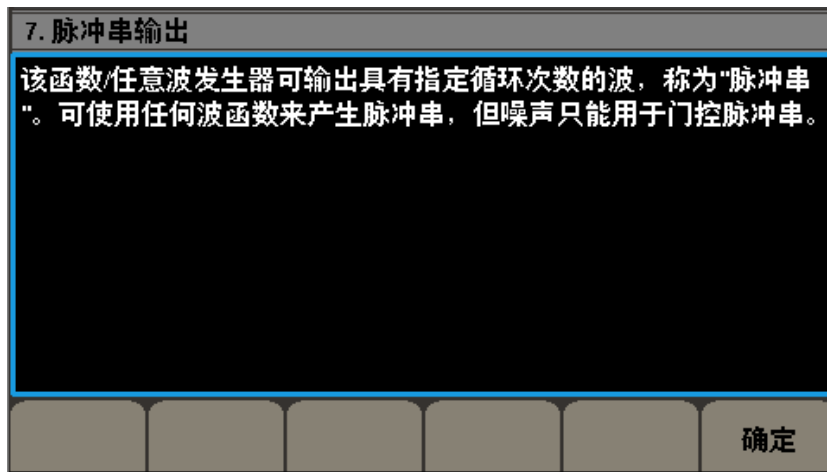 7. 脉冲串输出
该函数/任意波发生器可输出具有指定循环次数的波，称为"脉冲串
"。可使用任何波函数来产生脉冲串，但噪声只能用于门控脉冲串。
确定